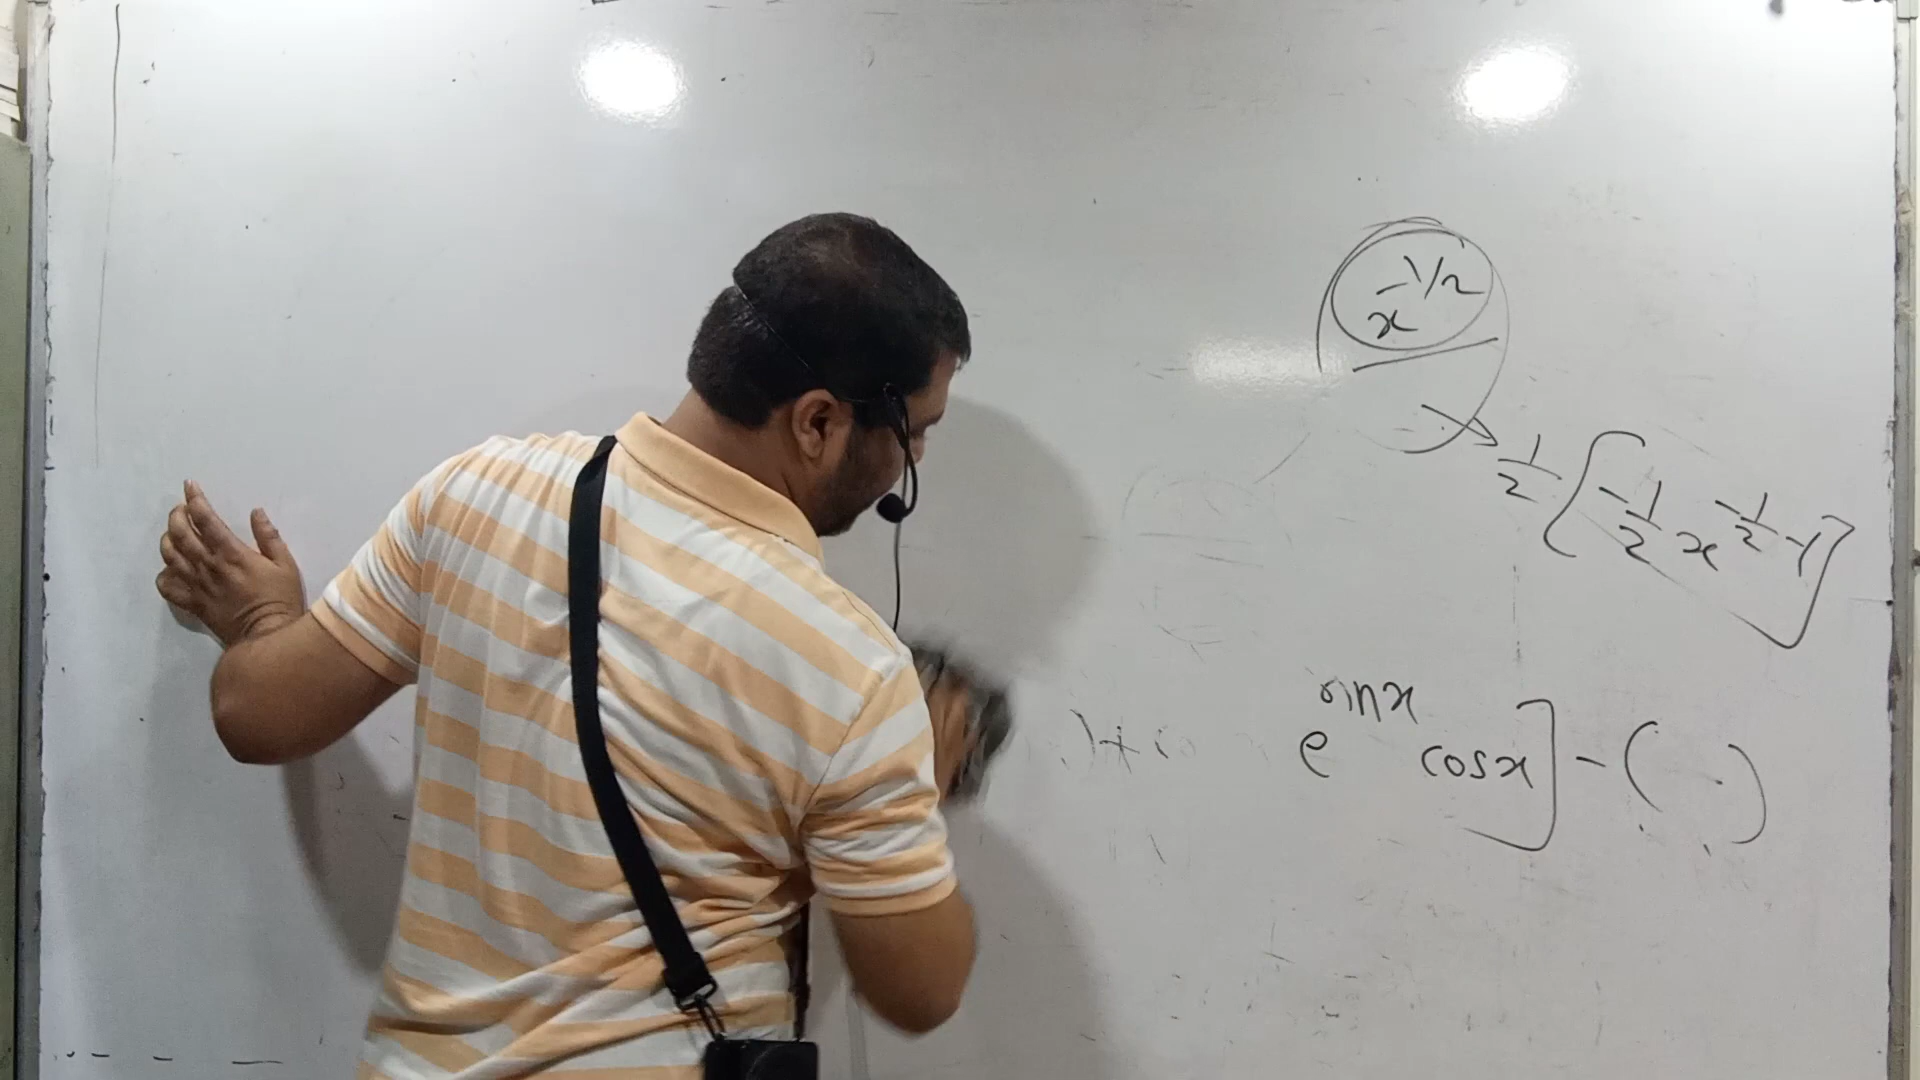 x^{-1/2}
1/2 [-1/2 x^{-1/2 - 1}]
e^{sinx} cosx] - ( . )